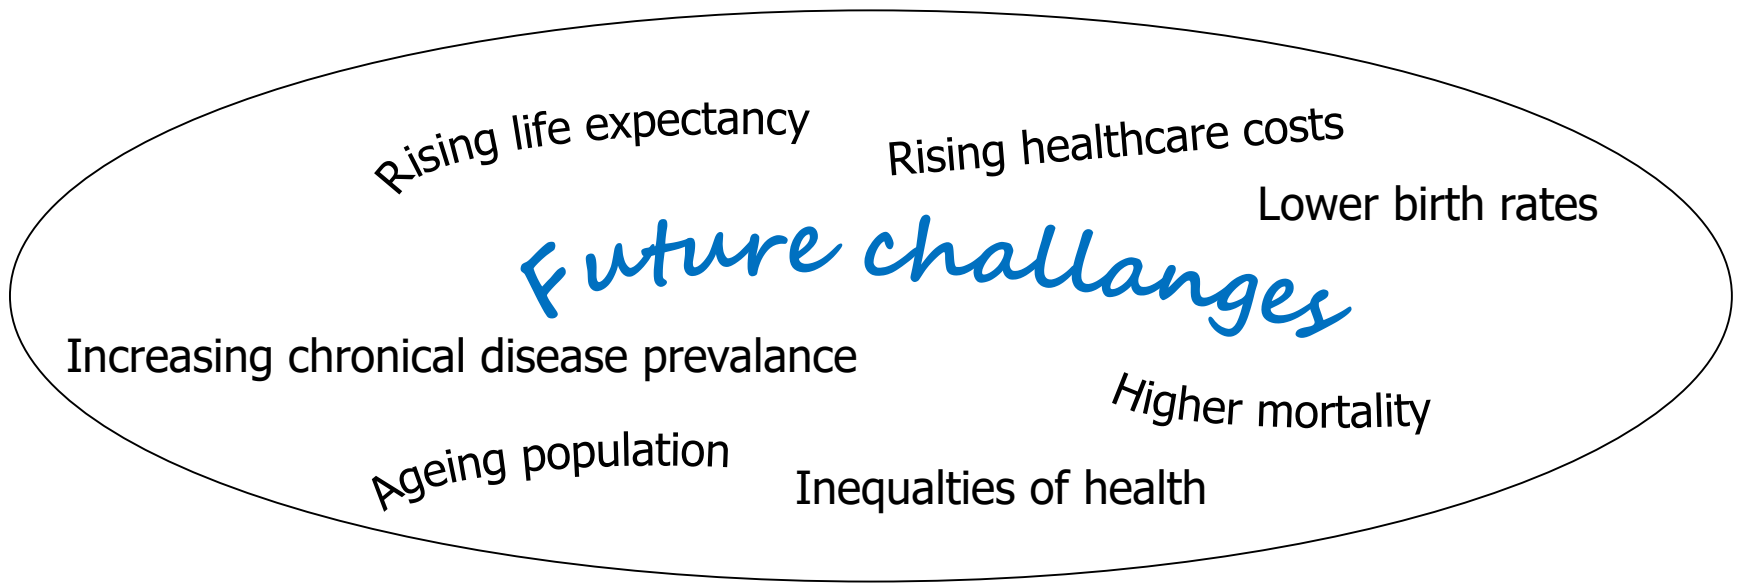 Rising life expectancy
Rising healthcare costs
Lower birth rates
Future challanges
Increasing chronical disease prevalance
Higher mortality
Ageing population
Inequalties of health